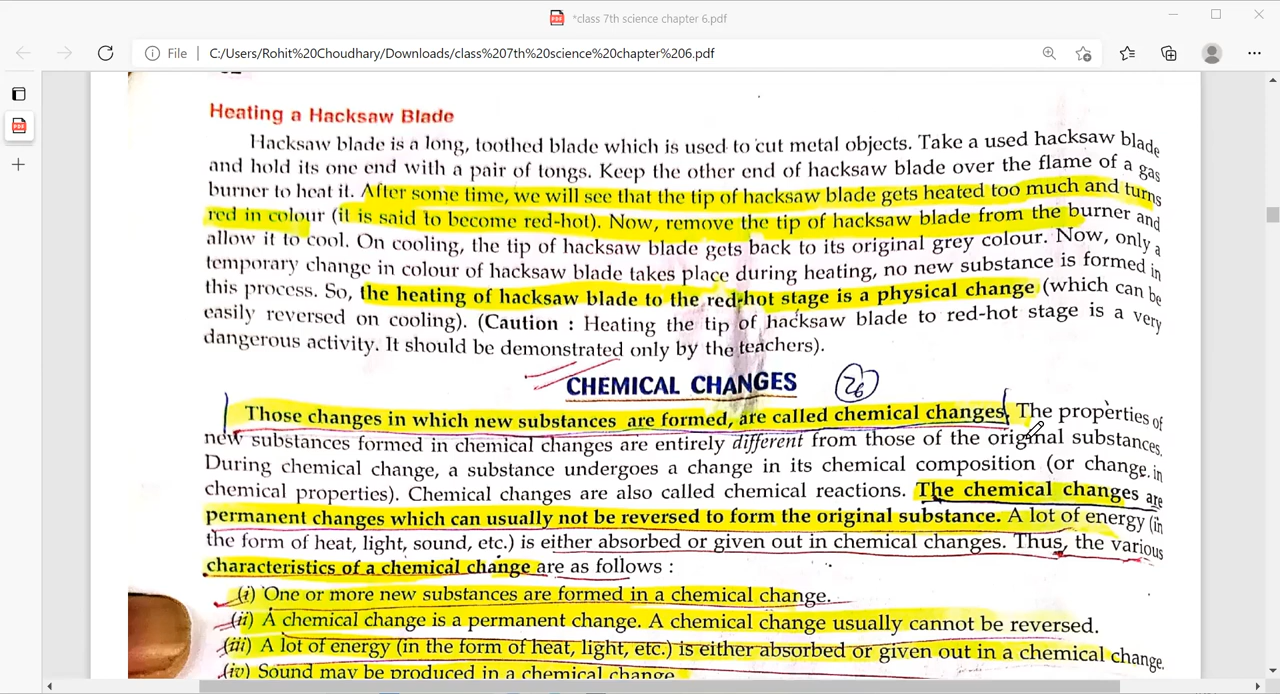 *class 7th science chapter 6.pdf
File | C:/Users/Rohit%20Choudhary/Downloads/class%207th%20science%20chapter%206.pdf
Heating a Hacksaw Blade
Hacksaw blade is a long, toothed blade which is used to cut metal objects. Take a used hacksaw blade
and hold its one end with a pair of tongs. Keep the other end of hacksaw blade over the flame of a gas
burner to heat it. After some time, we will see that the tip of hacksaw blade gets heated too much and turns
red in colour (it is said to become red-hot). Now, remove the tip of hacksaw blade from the burner and
allow it to cool. On cooling, the tip of hacksaw blade gets back to its original grey colour. Now, only a
temporary change in colour of hacksaw blade takes place during heating, no new substance is formed in
this process. So, the heating of hacksaw blade to the red-hot stage is a physical change (which can be
easily reversed on cooling). (Caution : Heating the tip of hacksaw blade to red-hot stage is a very
dangerous activity. It should be demonstrated only by the teachers).
CHEMICAL CHANGES 26
Those changes in which new substances are formed, are called chemical changes. The properties of
new substances formed in chemical changes are entirely different from those of the original substances.
During chemical change, a substance undergoes a change in its chemical composition (or change in
chemical properties). Chemical changes are also called chemical reactions. The chemical changes are
permanent changes which can usually not be reversed to form the original substance. A lot of energy (in
the form of heat, light, sound, etc.) is either absorbed or given out in chemical changes. Thus, the various
characteristics of a chemical change are as follows :
(i) One or more new substances are formed in a chemical change.
(ii) A chemical change is a permanent change. A chemical change usually cannot be reversed.
(iii) A lot of energy (in the form of heat, light, etc.) is either absorbed or given out in a chemical change.
(iv) Sound may be produced in a chemical change.